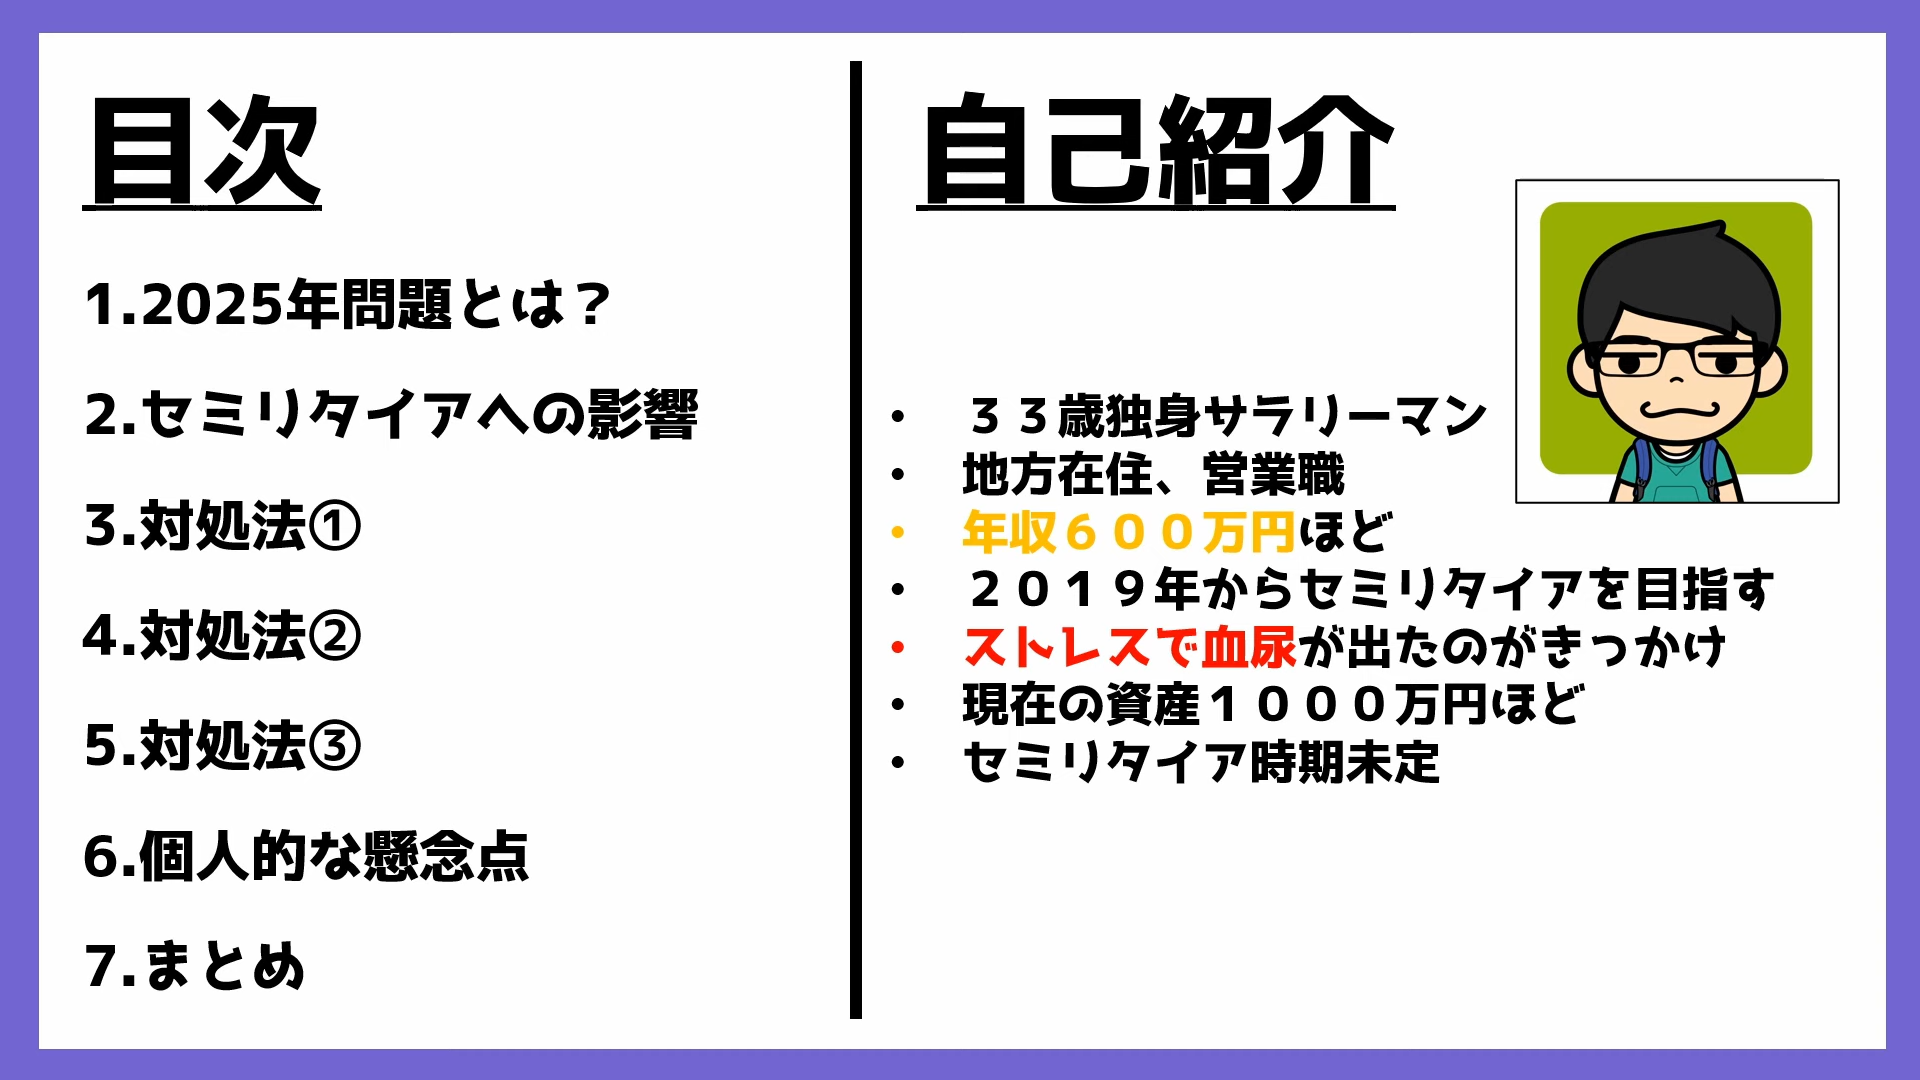 目次
1.2025年問題とは？
2.セミリタイアへの影響
3.対処法①
4.対処法②
5.対処法③
6.個人的な懸念点
7.まとめ
自己紹介
• ３３歳独身サラリーマン
• 地方在住、営業職
• 年収６００万円ほど
• ２０１９年からセミリタイアを目指す
• ストレスで血尿が出たのがきっかけ
• 現在の資産１０００万円ほど
• セミリタイア時期未定